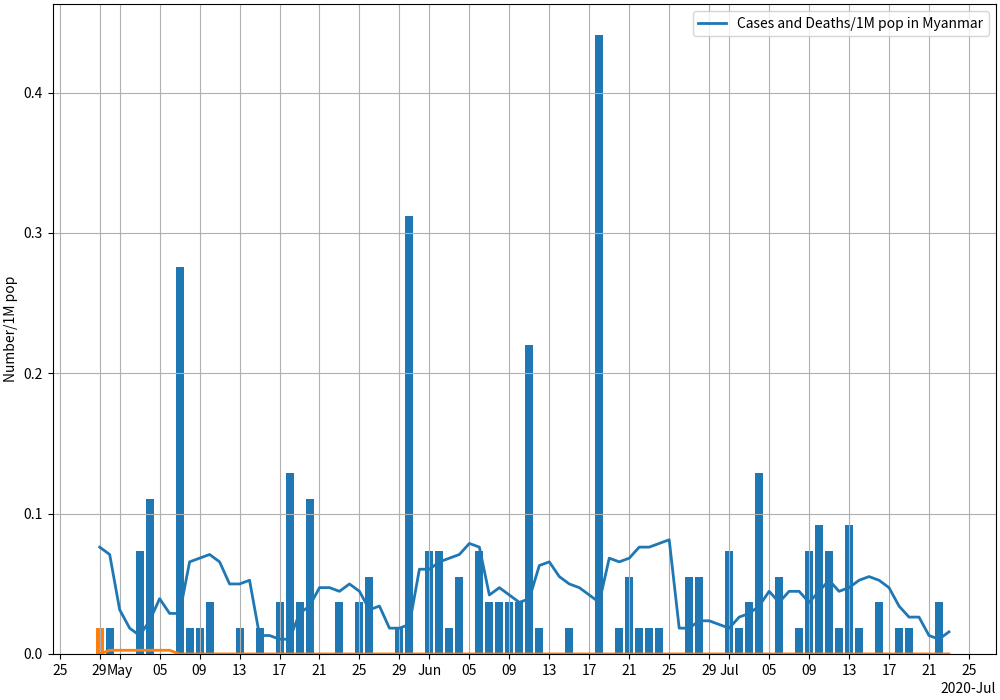 Cases and Deaths/1M pop in Myanmar
Number/1M pop
0.4
0.3
0.2
0.1
0.0
25 29 May 05 09 13 17 21 25 29 Jun 05 09 13 17 21 25 29 Jul 05 09 13 17 21 25
2020-Jul